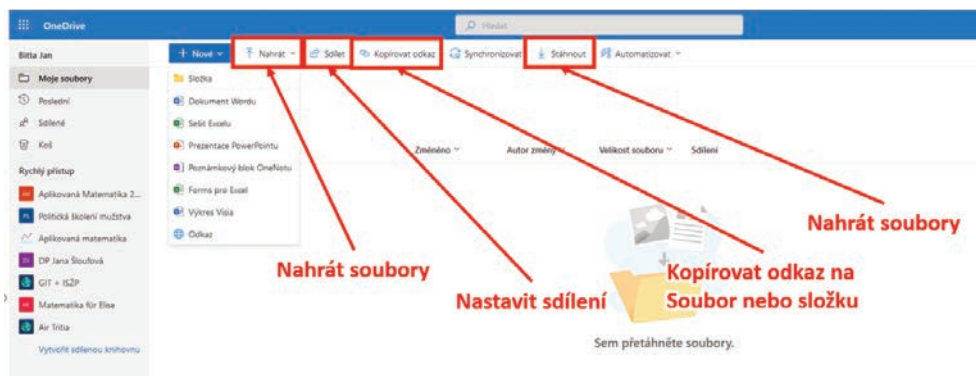 OneDrive
Hledat
Bitta Jan
+ Nové
Nahrát
Sdílet
Kopírovat odkaz
Synchronizovat
Stáhnout
Automatizovat
Moje soubory
Poslední
Sdílené
Koš
Rychlý přístup
Aplikovaná Matematika 2...
Politická školení mužstva
Aplikovaná matematika
DP Jana Šloufová
GIT + ISŽP
Matematika für Elise
Air Tritia
Vytvořit sdílenou knihovnu
Složka
Dokument Wordu
Sešit Excelu
Prezentace PowerPointu
Poznámkový blok OneNotu
Forms pro Excel
Výkres Visia
Odkaz
Změněno
Autor změny
Velikost souboru
Sdílení
Nahrát soubory
Nahrát soubory
Nastavit sdílení
Kopírovat odkaz na
Soubor nebo složku
Sem přetáhněte soubory.